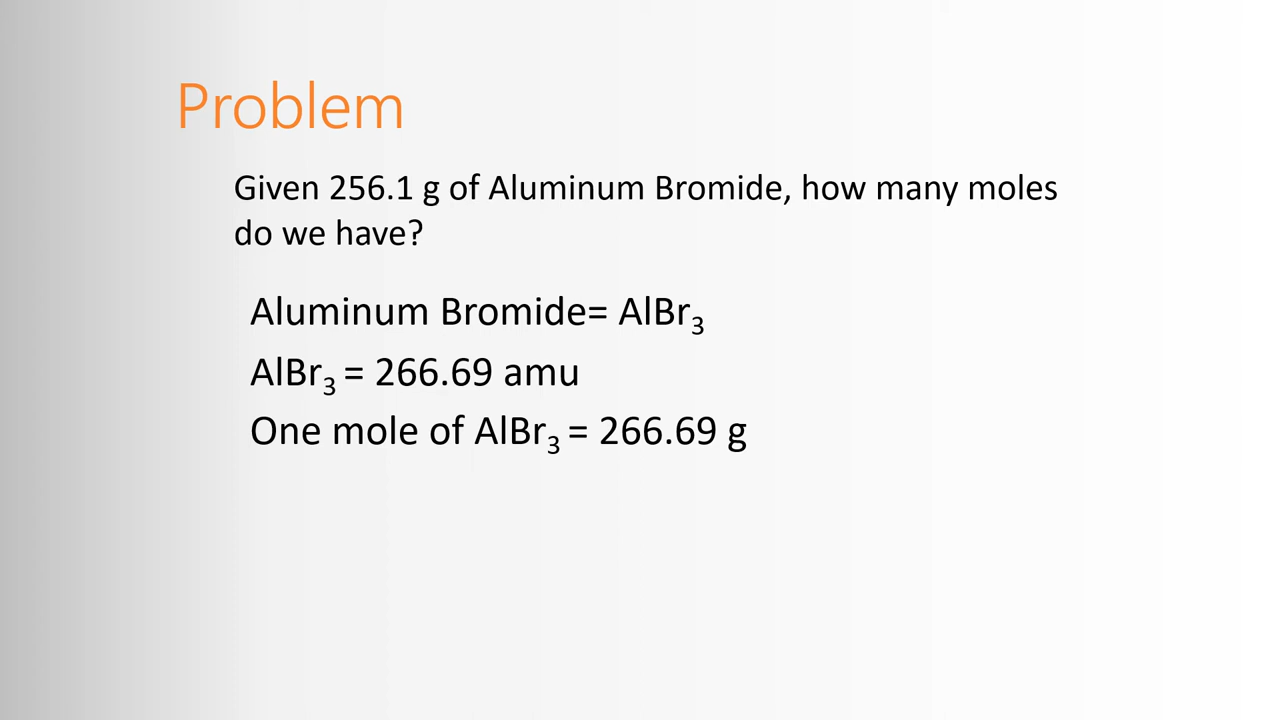 Problem
Given 256.1 g of Aluminum Bromide, how many moles
do we have?
Aluminum Bromide= AlBr₃
AlBr₃ = 266.69 amu
One mole of AlBr₃ = 266.69 g